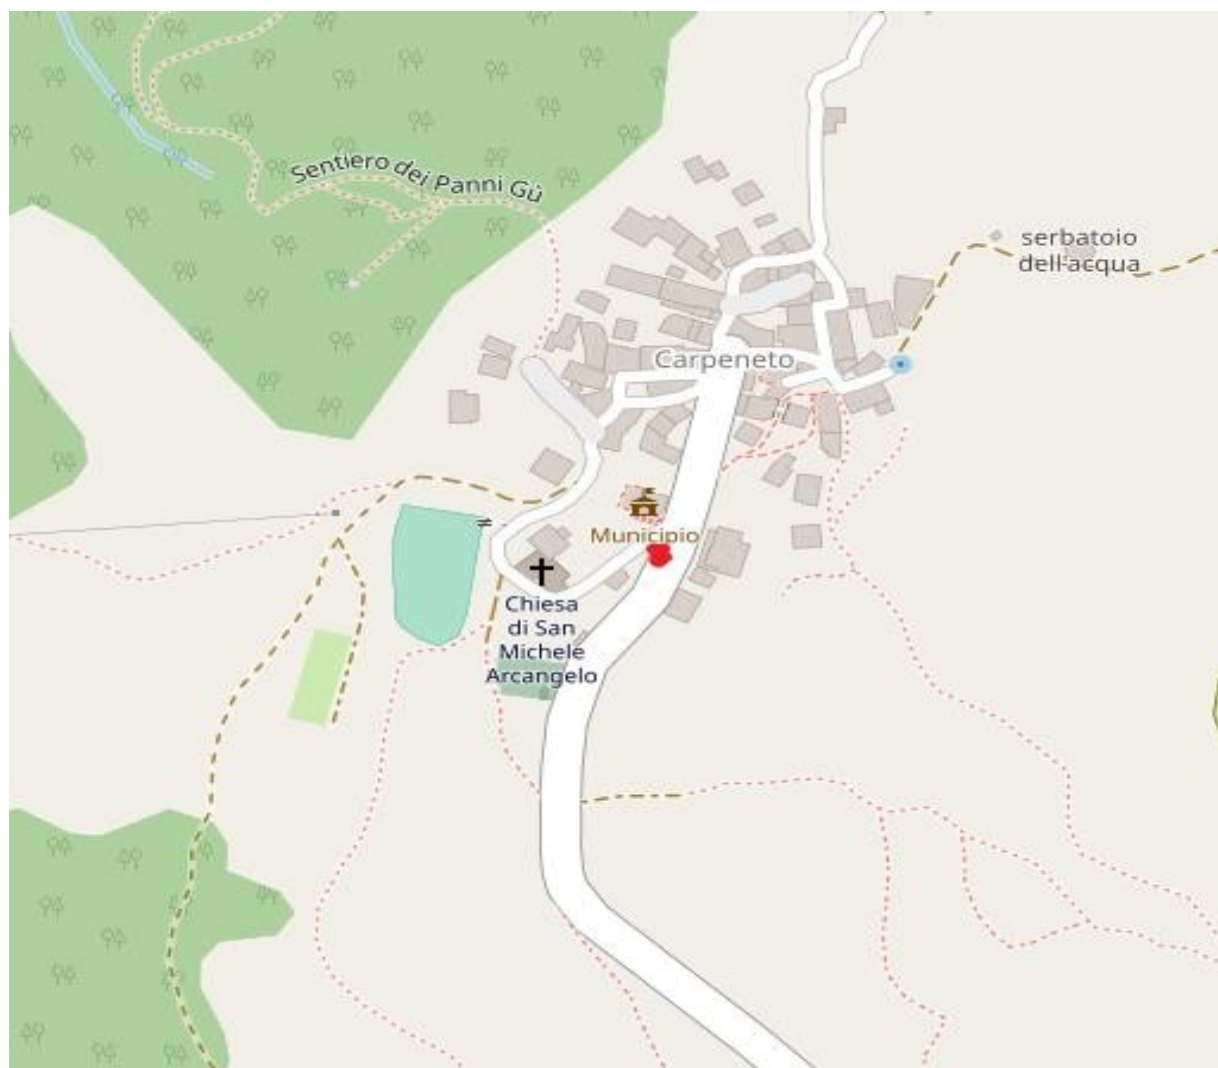 Sentiero dei Panni Gù
serbatoio
dell'acqua
Carpeneto
Municipio
Chiesa
di San
Michele
Arcangelo